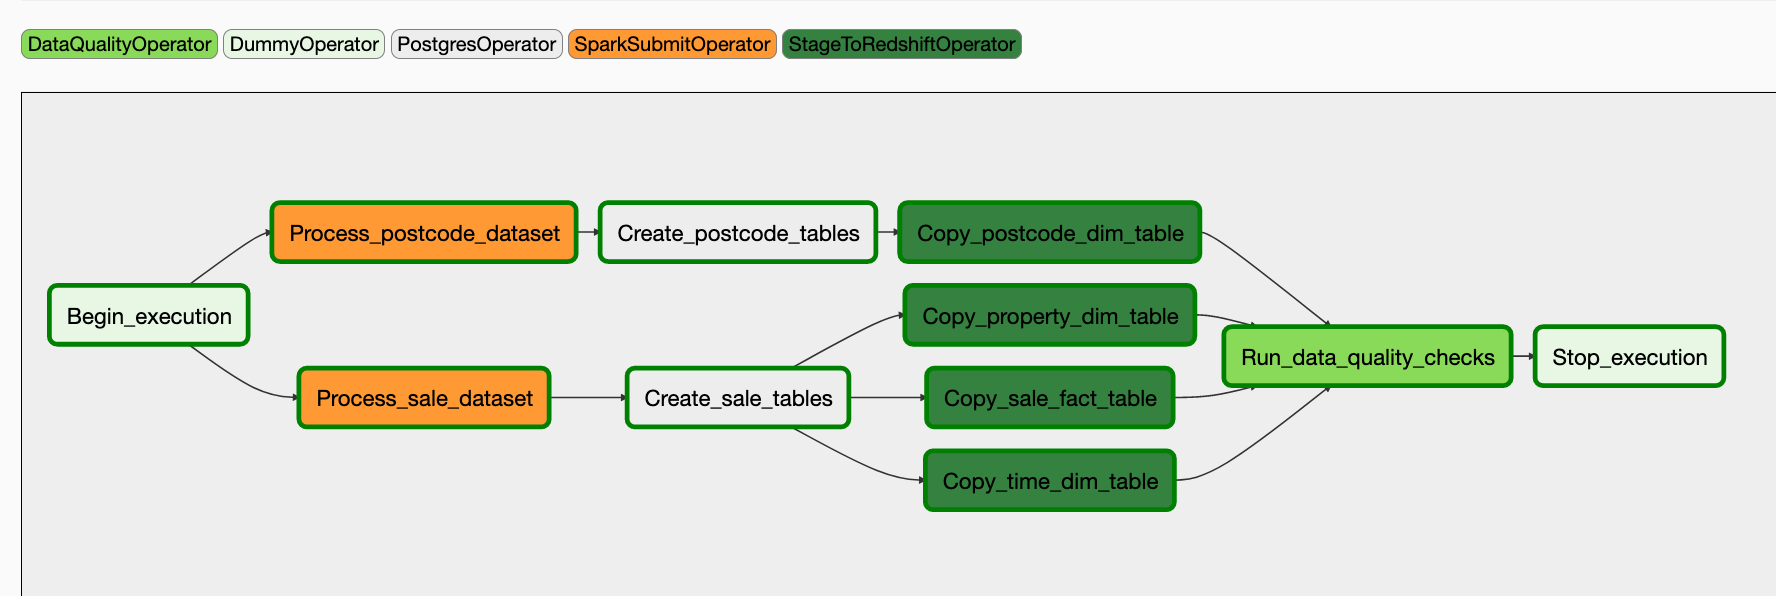 DataQualityOperator DummyOperator PostgresOperator SparkSubmitOperator StageToRedshiftOperator
Process_postcode_dataset Create_postcode_tables Copy_postcode_dim_table
Begin_execution Copy_property_dim_table
Run_data_quality_checks Stop_execution
Process_sale_dataset Create_sale_tables Copy_sale_fact_table
Copy_time_dim_table